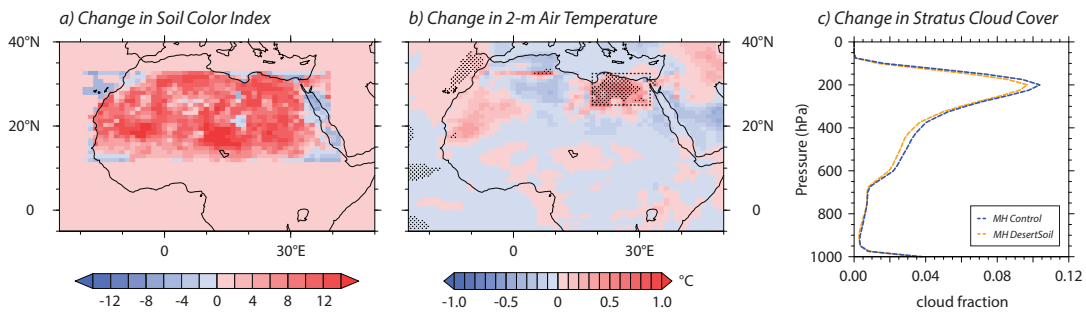 a) Change in Soil Color Index
b) Change in 2-m Air Temperature
c) Change in Stratus Cloud Cover
40°N
20°N
0
0
30°E
-12 -8 -4 0 4 8 12
40°N
20°N
0
0
30°E
-1.0 -0.5 0 0.5 1.0
°C
Pressure (hPa)
0
200
400
600
800
1000
0.00 0.04 0.08 0.12
cloud fraction
MH Control
MH DesertSoil